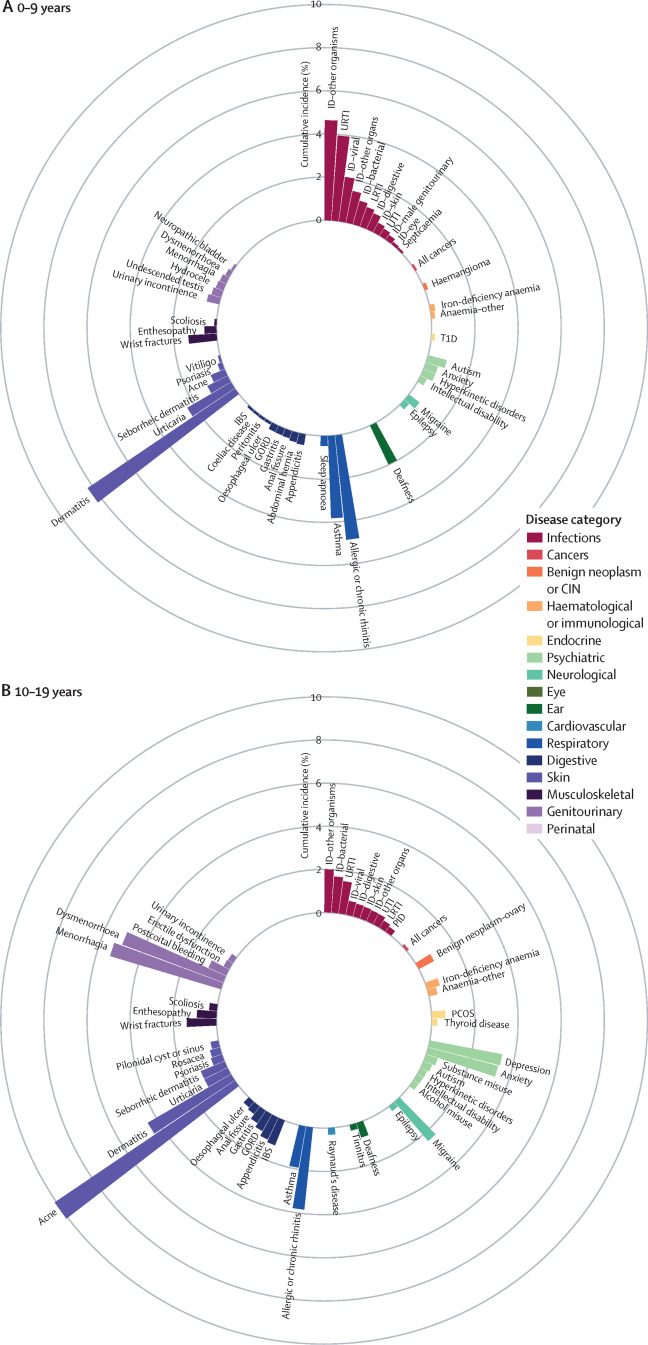 A 0–9 years
10
8
6
4
2
0
Cumulative incidence (%)
ID–other organisms
URTI
ID–viral
ID–other organs
ID–bacterial
LRTI
ID–digestive
ID–skin
UTI
ID–male genitourinary
ID–eye
Septicaemia
All cancers
Haemangioma
Iron-deficiency anaemia
Anaemia–other
T1D
Autism
Anxiety
Hyperkinetic disorders
Intellectual disability
Migraine
Epilepsy
Deafness
Allergic or chronic rhinitis
Asthma
Sleep apnoea
Appendicitis
Abdominal hernia
Anal fissure
Gastritis
GORD
Oesophageal ulcer
Peritonitis
Coeliac disease
IBS
Dermatitis
Urticaria
Seborrheic dermatitis
Acne
Psoriasis
Vitiligo
Wrist fractures
Enthesopathy
Scoliosis
Urinary incontinence
Undescended testis
Hydrocele
Menorrhagia
Dysmenorrhoea
Neuropathic bladder
Disease category
Infections
Cancers
Benign neoplasm
or CIN
Haematological
or immunological
Endocrine
Psychiatric
Neurological
Eye
Ear
Cardiovascular
Respiratory
Digestive
Skin
Musculoskeletal
Genitourinary
Perinatal
B 10–19 years
10
8
6
4
2
0
Cumulative incidence (%)
ID–other organisms
ID–bacterial
URTI
ID–viral
ID–digestive
ID–skin
ID–other organs
UTI
LRTI
PID
All cancers
Benign neoplasm–ovary
Iron-deficiency anaemia
Anaemia–other
PCOS
Thyroid disease
Depression
Anxiety
Substance misuse
Autism
Hyperkinetic disorders
Intellectual disability
Alcohol misuse
Migraine
Epilepsy
Deafness
Tinnitus
Raynaud's disease
Allergic or chronic rhinitis
Asthma
IBS
Appendicitis
GORD
Gastritis
Anal fissure
Oesophageal ulcer
Acne
Dermatitis
Urticaria
Seborrheic dermatitis
Psoriasis
Rosacea
Pilonidal cyst or sinus
Wrist fractures
Enthesopathy
Scoliosis
Menorrhagia
Dysmenorrhoea
Postcoital bleeding
Erectile dysfunction
Urinary incontinence